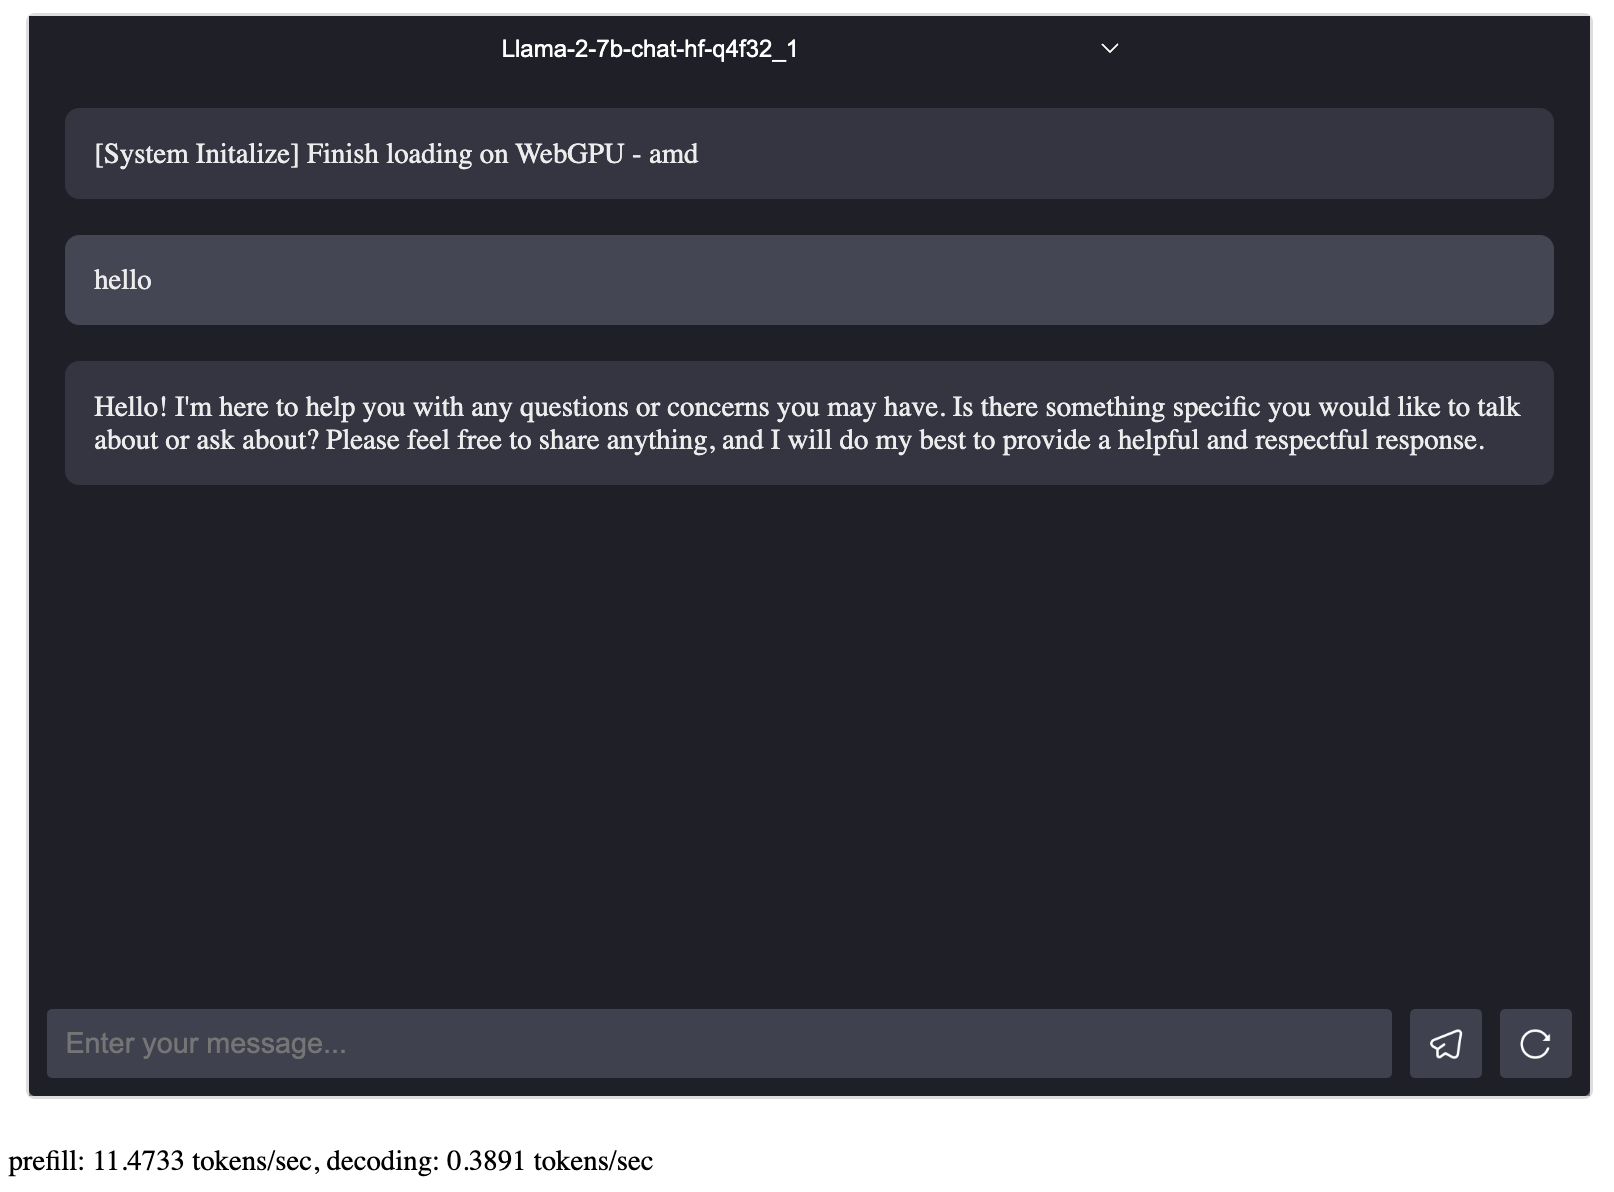 Llama-2-7b-chat-hf-q4f32_1
[System Initalize] Finish loading on WebGPU - amd
hello
Hello! I'm here to help you with any questions or concerns you may have. Is there something specific you would like to talk
about or ask about? Please feel free to share anything, and I will do my best to provide a helpful and respectful response.
Enter your message...
prefill: 11.4733 tokens/sec, decoding: 0.3891 tokens/sec